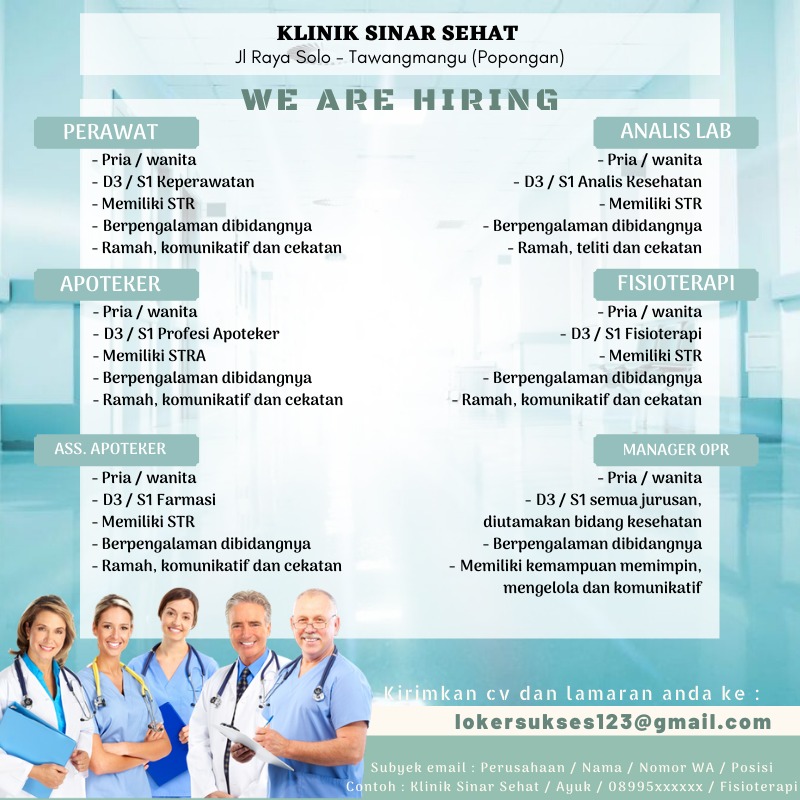 KLINIK SINAR SEHAT
Jl Raya Solo - Tawangmangu (Popongan)
WE ARE HIRING
PERAWAT
- Pria / wanita
- D3 / S1 Keperawatan
- Memiliki STR
- Berpengalaman dibidangnya
- Ramah, komunikatif dan cekatan
ANALIS LAB
- Pria / wanita
- D3 / S1 Analis Kesehatan
- Memiliki STR
- Berpengalaman dibidangnya
- Ramah, teliti dan cekatan
APOTEKER
- Pria / wanita
- D3 / S1 Profesi Apoteker
- Memiliki STRA
- Berpengalaman dibidangnya
- Ramah, komunikatif dan cekatan
FISIOTERAPI
- Pria / wanita
- D3 / S1 Fisioterapi
- Memiliki STR
- Berpengalaman dibidangnya
- Ramah, komunikatif dan cekatan
ASS. APOTEKER
- Pria / wanita
- D3 / S1 Farmasi
- Memiliki STR
- Berpengalaman dibidangnya
- Ramah, komunikatif dan cekatan
MANAGER OPR
- Pria / wanita
- D3 / S1 semua jurusan,
diutamakan bidang kesehatan
- Berpengalaman dibidangnya
- Memiliki kemampuan memimpin,
mengelola dan komunikatif
Kirimkan cv dan lamaran anda ke :
lokersukses123@gmail.com
Subyek email : Perusahaan / Nama / Nomor WA / Posisi
Contoh : Klinik Sinar Sehat / Ayuk / 08995xxxxxx / Fisioterapi